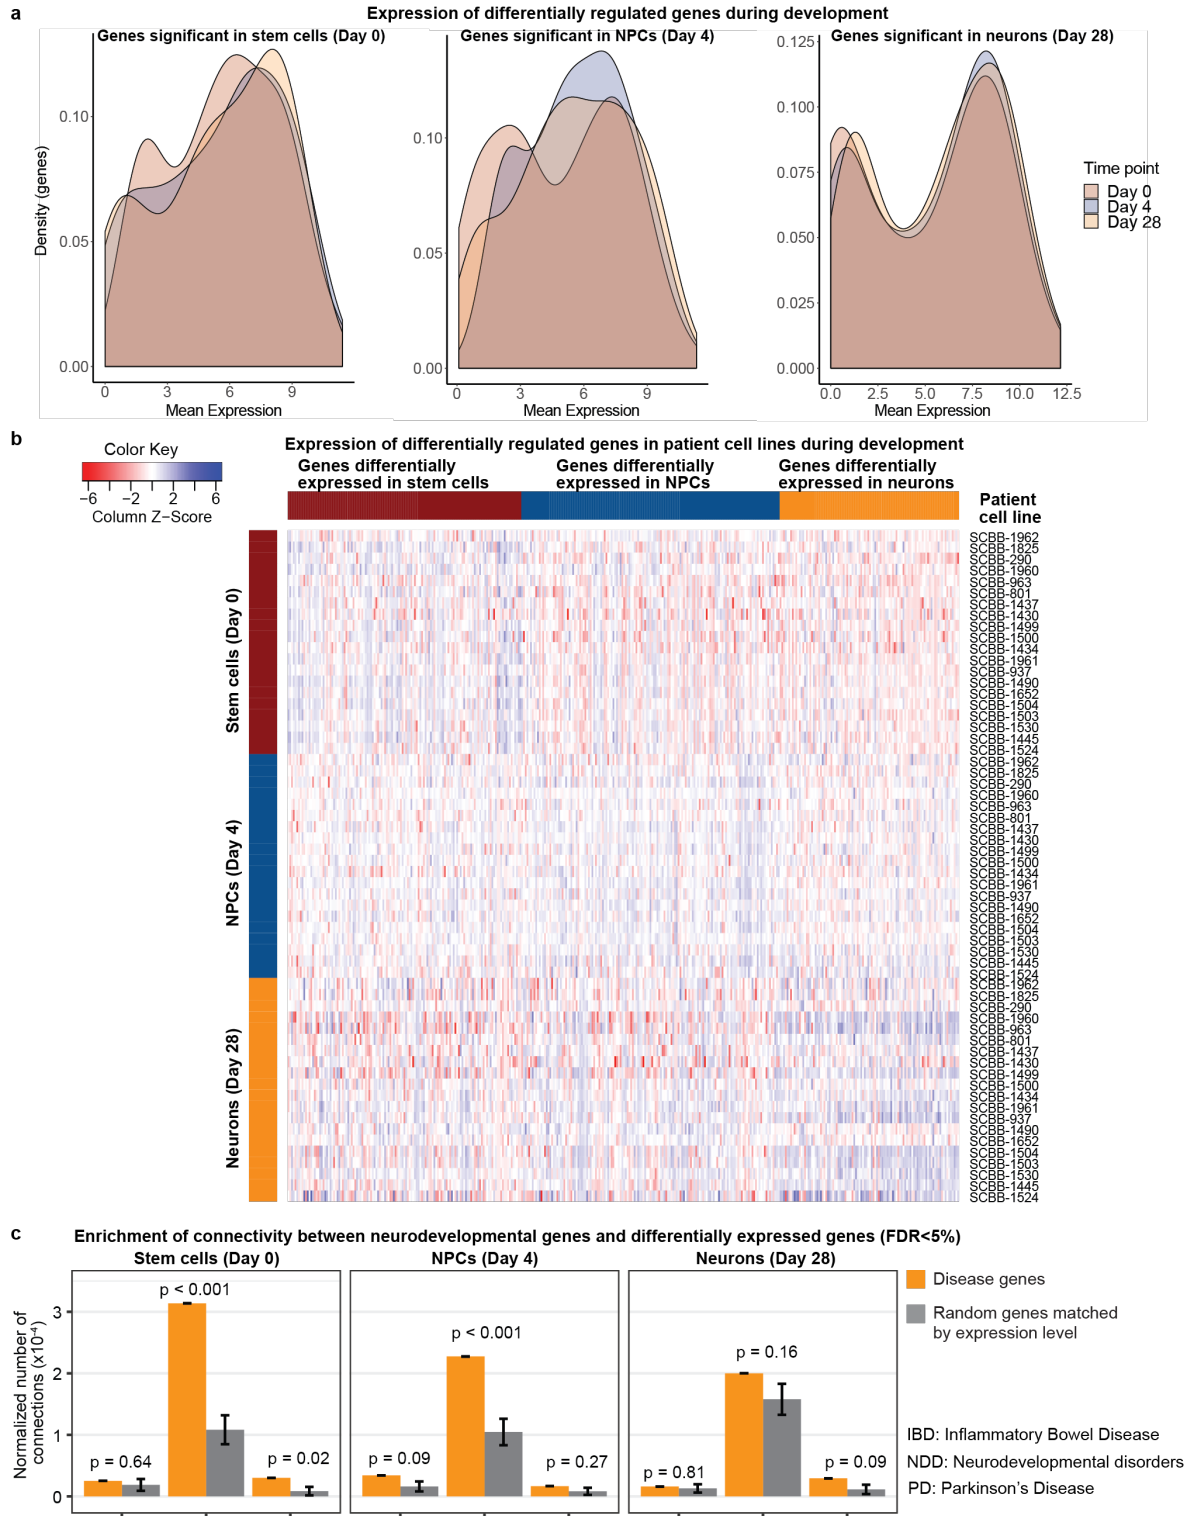 a
Expression of differentially regulated genes during development
Genes significant in stem cells (Day 0)
Genes significant in NPCs (Day 4)
Genes significant in neurons (Day 28)
Density (genes)
0.10
0.05
0.00
0 3 6 9
Mean Expression
0.10
0.05
0.00
0 3 6 9
Mean Expression
0.125
0.100
0.075
0.050
0.025
0.000
0.0 2.5 5.0 7.5 10.0 12.5
Mean Expression
Time point
Day 0
Day 4
Day 28
b
Expression of differentially regulated genes in patient cell lines during development
Color Key
−6 −2 2 6
Column Z−Score
Genes differentially
expressed in stem cells
Genes differentially
expressed in NPCs
Genes differentially
expressed in neurons
Patient
cell line
Stem cells (Day 0)
SCBB-1962
SCBB-1825
SCBB-290
SCBB-1960
SCBB-963
SCBB-801
SCBB-1437
SCBB-1430
SCBB-1499
SCBB-1500
SCBB-1434
SCBB-1961
SCBB-937
SCBB-1490
SCBB-1652
SCBB-1504
SCBB-1503
SCBB-1530
SCBB-1445
SCBB-1524
NPCs (Day 4)
SCBB-1962
SCBB-1825
SCBB-290
SCBB-1960
SCBB-963
SCBB-801
SCBB-1437
SCBB-1430
SCBB-1499
SCBB-1500
SCBB-1434
SCBB-1961
SCBB-937
SCBB-1490
SCBB-1652
SCBB-1504
SCBB-1503
SCBB-1530
SCBB-1445
SCBB-1524
Neurons (Day 28)
SCBB-1962
SCBB-1825
SCBB-290
SCBB-1960
SCBB-963
SCBB-801
SCBB-1437
SCBB-1430
SCBB-1499
SCBB-1500
SCBB-1434
SCBB-1961
SCBB-937
SCBB-1490
SCBB-1652
SCBB-1504
SCBB-1503
SCBB-1530
SCBB-1445
SCBB-1524
c
Enrichment of connectivity between neurodevelopmental genes and differentially expressed genes (FDR<5%)
Stem cells (Day 0)
NPCs (Day 4)
Neurons (Day 28)
Normalized number of
connections (x10⁻⁴)
3
2
1
0
p = 0.64
p < 0.001
p = 0.02
p = 0.09
p < 0.001
p = 0.27
p = 0.81
p = 0.16
p = 0.09
Disease genes
Random genes matched
by expression level
IBD: Inflammatory Bowel Disease
NDD: Neurodevelopmental disorders
PD: Parkinson's Disease